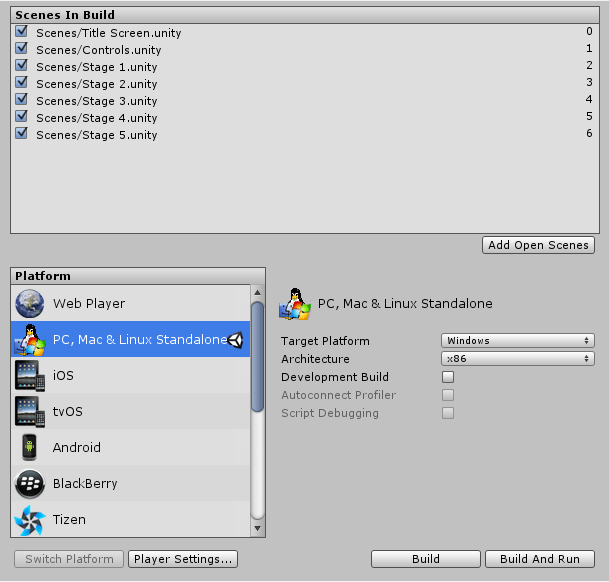 Scenes In Build
Scenes/Title Screen.unity 0
Scenes/Controls.unity 1
Scenes/Stage 1.unity 2
Scenes/Stage 2.unity 3
Scenes/Stage 3.unity 4
Scenes/Stage 4.unity 5
Scenes/Stage 5.unity 6
Add Open Scenes
Platform
Web Player
PC, Mac & Linux Standalone
iOS
tvOS
Android
BlackBerry
Tizen
PC, Mac & Linux Standalone
Target Platform Windows
Architecture x86
Development Build
Autoconnect Profiler
Script Debugging
Switch Platform
Player Settings...
Build
Build And Run